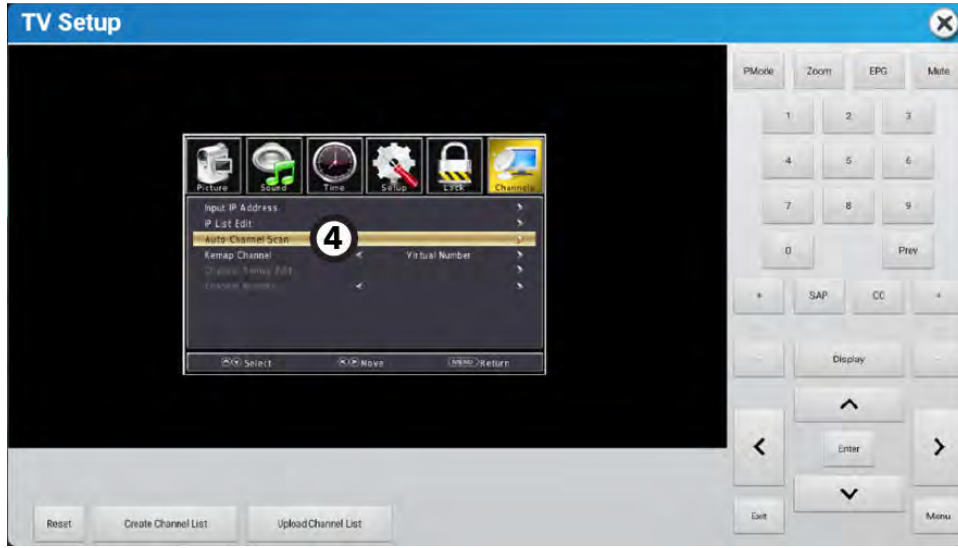 TV Setup
PMode Zoom EPG Mute
1 2 3
4 5 6
7 8 9
0 Prev
+ SAP CC +
- Display -
Enter
Exit Menu
Picture Sound Time Setup Lock Channels
Input IP Address
IP List Edit
Auto Channel Scan
4
Remap Channel Virtual Number
Select Move MENU Return
Reset Create Channel List Upload Channel List